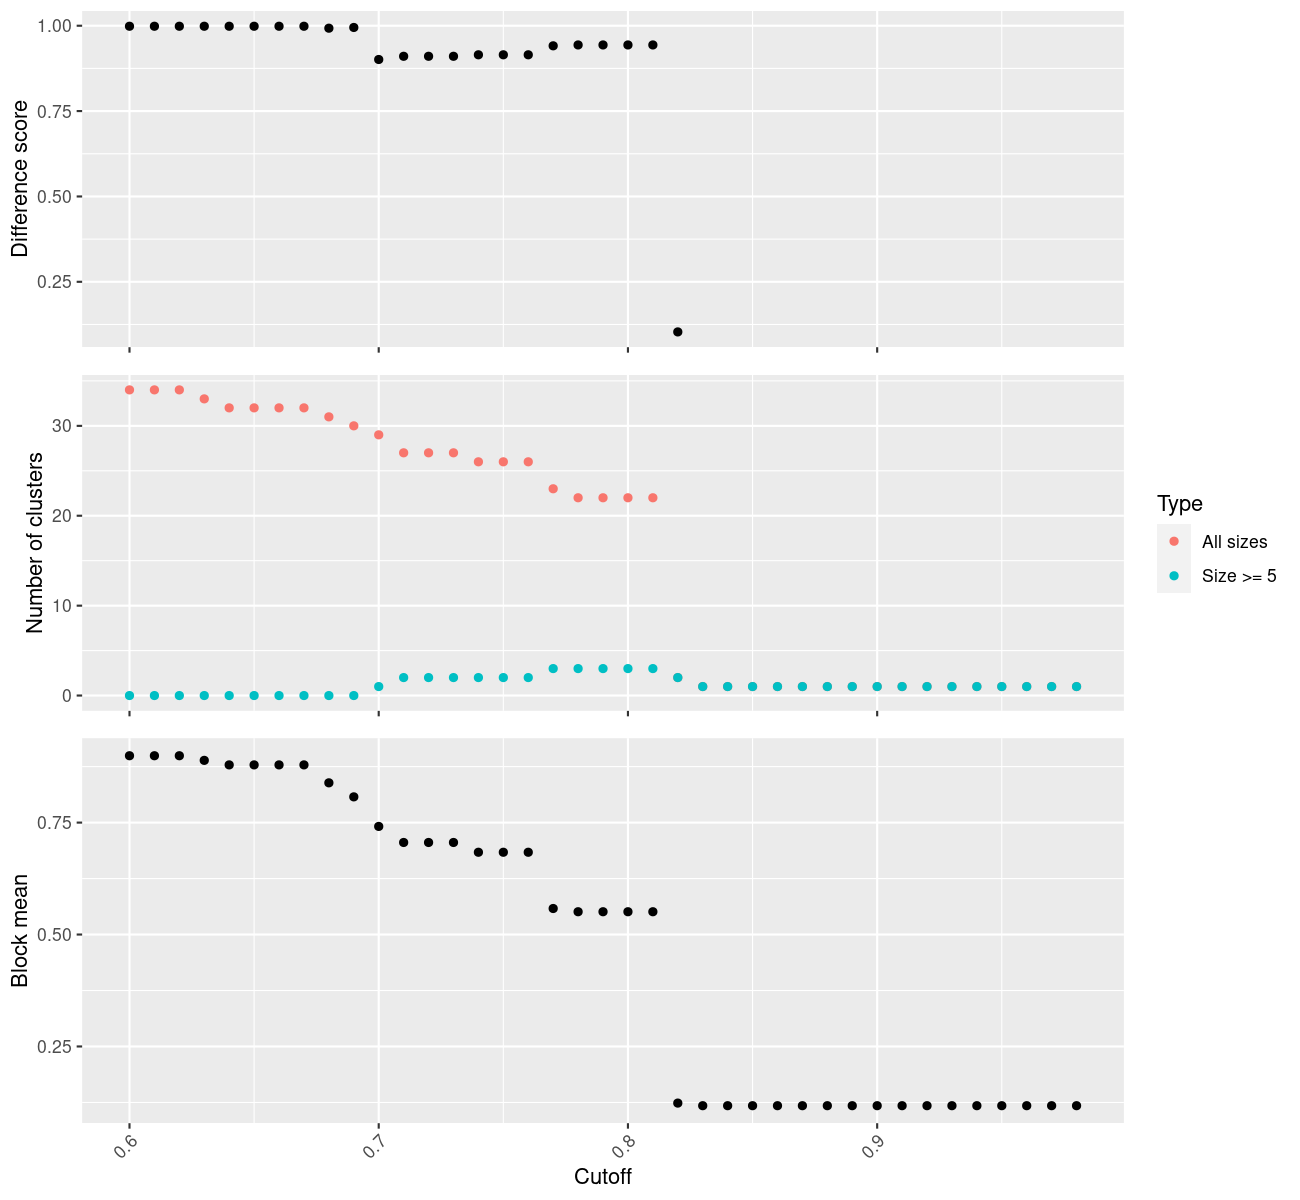 1.00
0.75
0.50
0.25
Difference score
30
20
10
0
Number of clusters
Type
All sizes
Size >= 5
0.75
0.50
0.25
Block mean
0.6
0.7
0.8
0.9
Cutoff